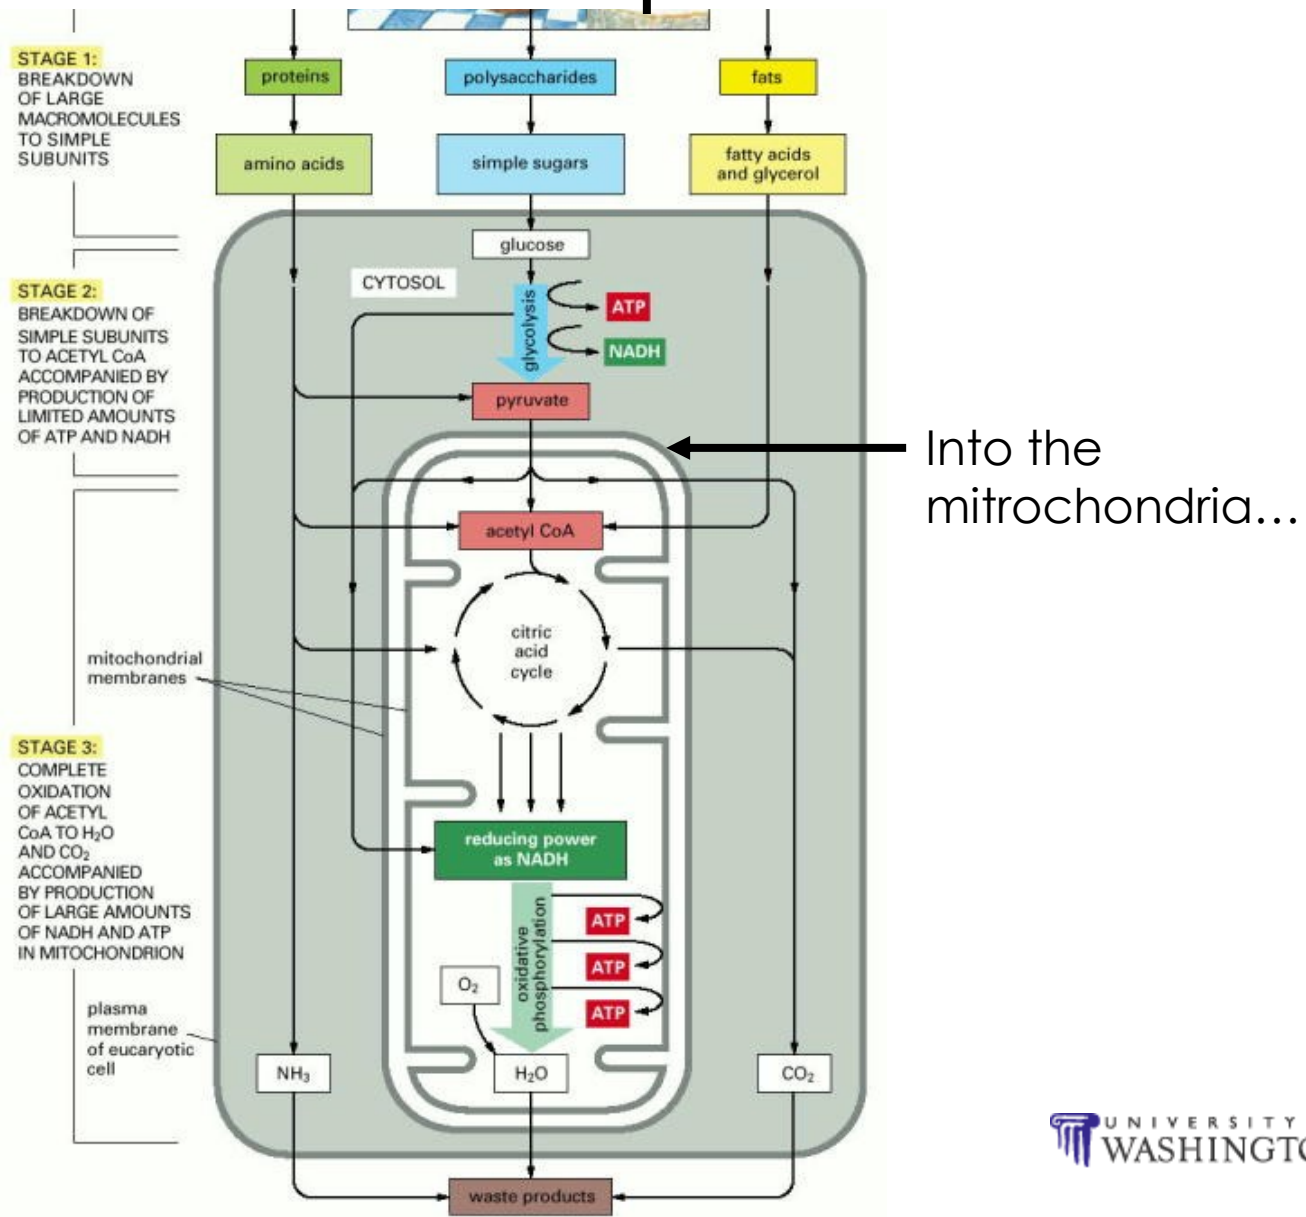 STAGE 1:
BREAKDOWN
OF LARGE
MACROMOLECULES
TO SIMPLE
SUBUNITS
proteins
polysaccharides
fats
amino acids
simple sugars
fatty acids
and glycerol
glucose
CYTOSOL
STAGE 2:
BREAKDOWN OF
SIMPLE SUBUNITS
TO ACETYL CoA
ACCOMPANIED BY
PRODUCTION OF
LIMITED AMOUNTS
OF ATP AND NADH
glycolysis
ATP
NADH
pyruvate
Into the
mitrochondria...
acetyl CoA
citric
acid
cycle
mitochondrial
membranes
STAGE 3:
COMPLETE
OXIDATION
OF ACETYL
CoA TO H₂O
AND CO₂
ACCOMPANIED
BY PRODUCTION
OF LARGE AMOUNTS
OF NADH AND ATP
IN MITOCHONDRION
reducing power
as NADH
oxidative
phosphorylation
ATP
ATP
ATP
O₂
plasma
membrane
of eucaryotic
cell
NH₃
H₂O
CO₂
waste products
UNIVERSITY
WASHINGTO